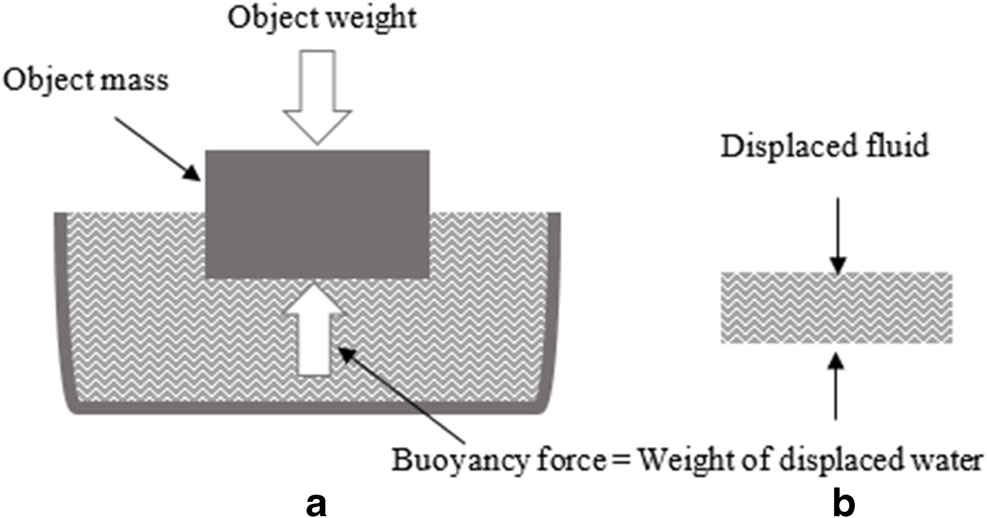 Object weight
Object mass
Displaced fluid
Buoyancy force = Weight of displaced water
a
b